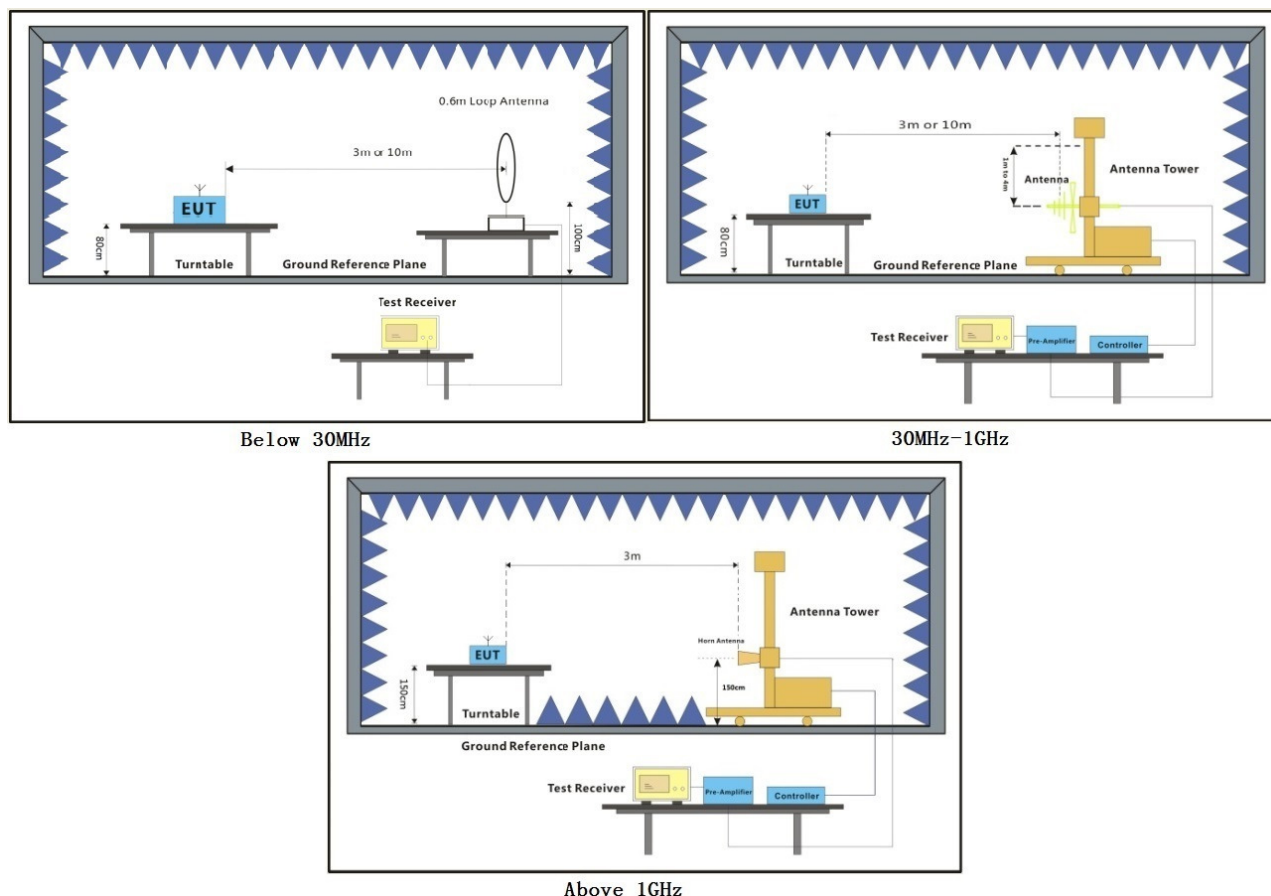 0.6m Loop Antenna
3m or 10m
EUT
80cm
100cm
Turntable
Ground Reference Plane
Test Receiver
Below 30MHz
3m or 10m
1m to 4m
Antenna
Antenna Tower
EUT
80cm
Turntable
Ground Reference Plane
Test Receiver
Pre-Amplifier
Controller
30MHz-1GHz
3m
Antenna Tower
Horn Antenna
EUT
150cm
150cm
Turntable
Ground Reference Plane
Test Receiver
Pre-Amplifier
Controller
Above 1GHz